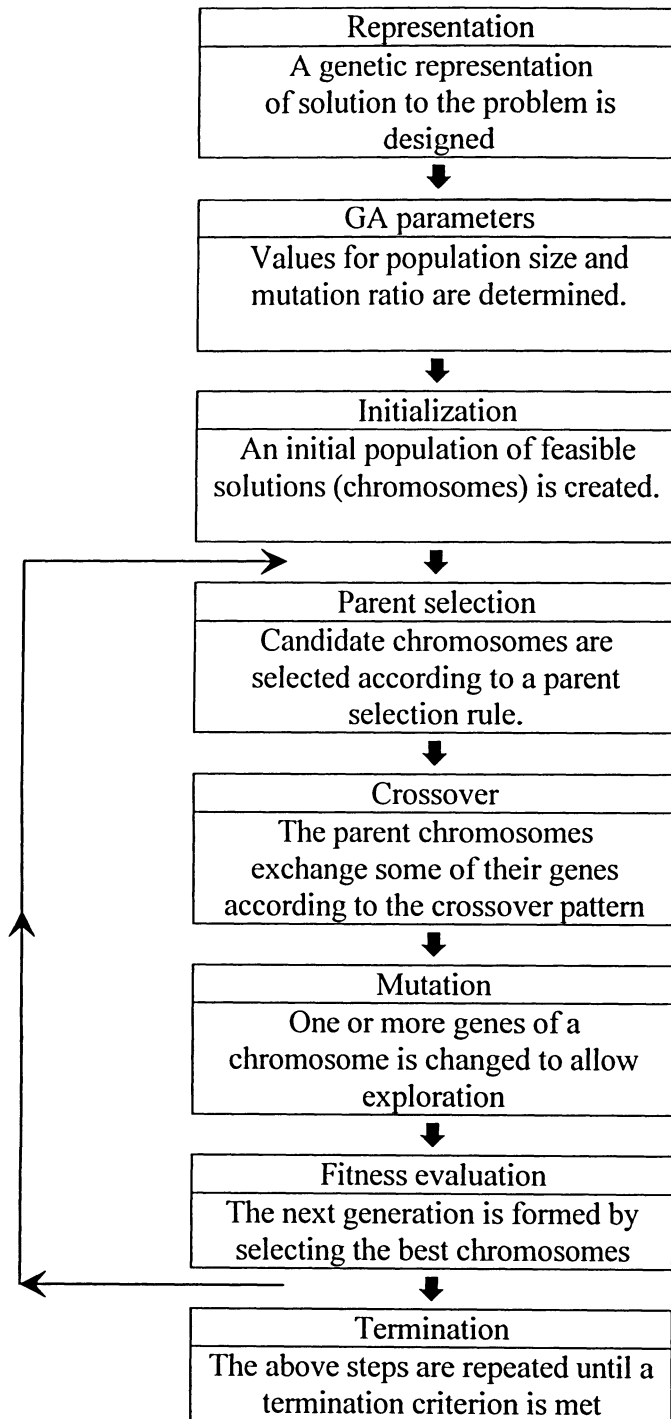 Representation
A genetic representation
of solution to the problem is
designed
GA parameters
Values for population size and
mutation ratio are determined.
Initialization
An initial population of feasible
solutions (chromosomes) is created.
Parent selection
Candidate chromosomes are
selected according to a parent
selection rule.
Crossover
The parent chromosomes
exchange some of their genes
according to the crossover pattern
Mutation
One or more genes of a
chromosome is changed to allow
exploration
Fitness evaluation
The next generation is formed by
selecting the best chromosomes
Termination
The above steps are repeated until a
termination criterion is met